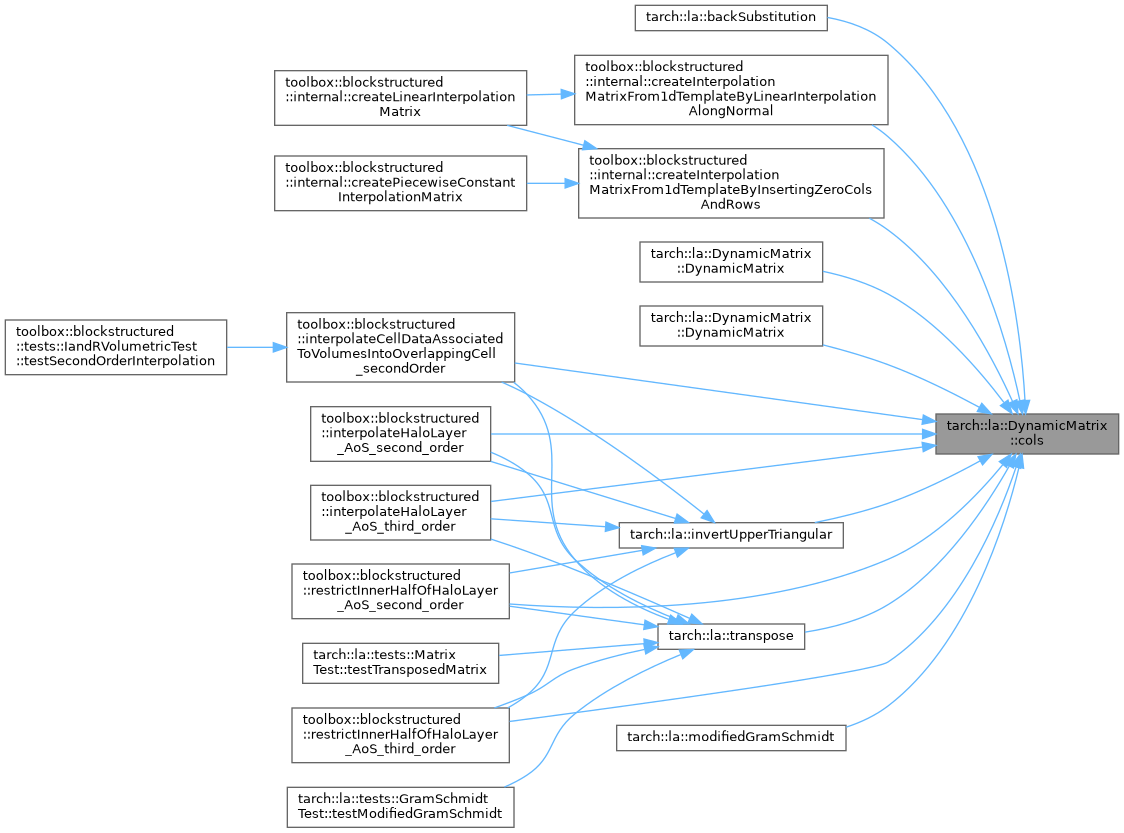 tarch::la::backSubstitution
toolbox::blockstructured
::internal::createInterpolation
MatrixFrom1dTemplateByLinearInterpolation
AlongNormal
toolbox::blockstructured
::internal::createLinearInterpolation
Matrix
toolbox::blockstructured
::internal::createInterpolation
MatrixFrom1dTemplateByInsertingZeroCols
AndRows
toolbox::blockstructured
::internal::createPiecewiseConstant
InterpolationMatrix
tarch::la::DynamicMatrix
::DynamicMatrix
tarch::la::DynamicMatrix
::DynamicMatrix
toolbox::blockstructured
::tests::IandRVolumetricTest
::testSecondOrderInterpolation
toolbox::blockstructured
::interpolateCellDataAssociated
ToVolumesIntoOverlappingCell
_secondOrder
tarch::la::DynamicMatrix
::cols
toolbox::blockstructured
::interpolateHaloLayer
_AoS_second_order
toolbox::blockstructured
::interpolateHaloLayer
_AoS_third_order
tarch::la::invertUpperTriangular
toolbox::blockstructured
::restrictInnerHalfOfHaloLayer
_AoS_second_order
tarch::la::transpose
tarch::la::tests::Matrix
Test::testTransposedMatrix
toolbox::blockstructured
::restrictInnerHalfOfHaloLayer
_AoS_third_order
tarch::la::modifiedGramSchmidt
tarch::la::tests::GramSchmidt
Test::testModifiedGramSchmidt